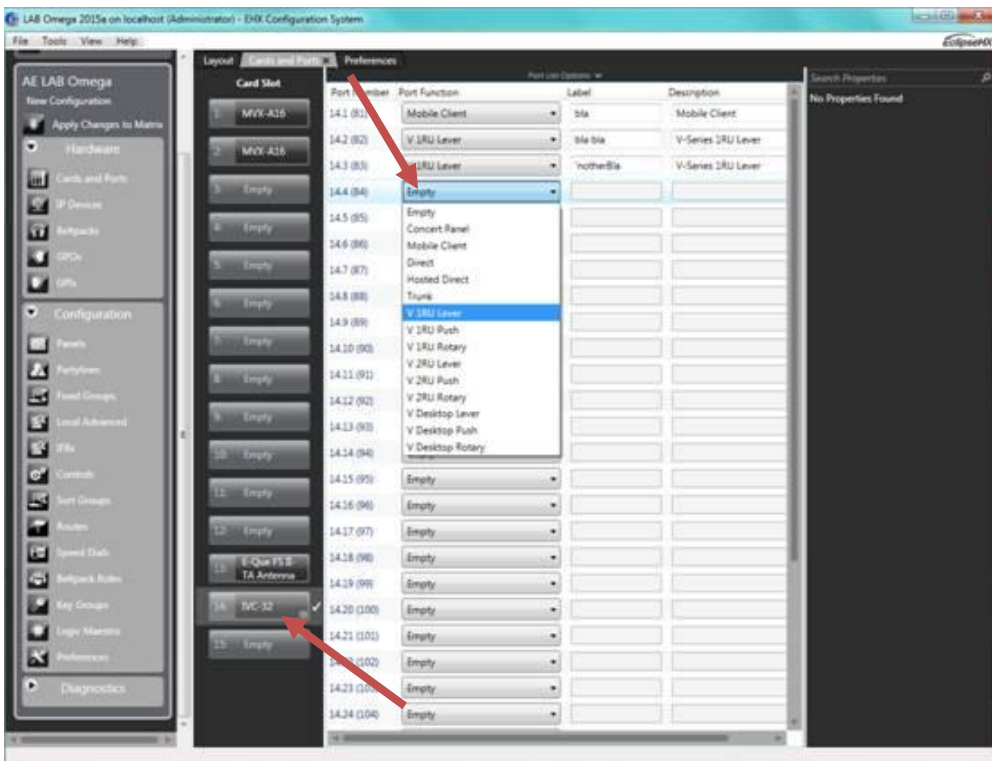 LAB Omega 2015a on localhost (Administrator) - EHX Configuration System
File Tools View Help
EclipseHX
AE LAB Omega
New Configuration
Apply Changes to Matrix
Hardware
Cards and Ports
IP Devices
Beltpacks
GPOs
GPIs
Configuration
Panels
Partylines
Fixed Groups
Local Advanced
IFBs
Controls
Sort Groups
Routes
Speed Dials
Beltpack Roles
Key Groups
Logic Maestro
Preferences
Diagnostics
Layout Cards and Ports Preferences
Card Slot
1: MVX-A16
2: MVX-A16
3: Empty
4: Empty
5: Empty
6: Empty
7: Empty
8: Empty
9: Empty
10: Empty
11: Empty
12: Empty
13: E-Que FS II-
TA Antenna
14: IVC-32
15: Empty
Port List Options
Port Number Port Function Label Description
14.1 (81) Mobile Client bla Mobile Client
14.2 (82) V 1RU Lever bla bla V-Series 1RU Lever
14.3 (83) V 1RU Lever 'notherBla V-Series 1RU Lever
14.4 (84) Empty
Empty
Concert Panel
Mobile Client
Direct
Hosted Direct
Trunk
V 1RU Lever
V 1RU Push
V 1RU Rotary
V 2RU Lever
V 2RU Push
V 2RU Rotary
V Desktop Lever
V Desktop Push
V Desktop Rotary
14.5 (85)
14.6 (86)
14.7 (87)
14.8 (88)
14.9 (89)
14.10 (90)
14.11 (91)
14.12 (92)
14.13 (93)
14.14 (94)
14.15 (95) Empty
14.16 (96) Empty
14.17 (97) Empty
14.18 (98) Empty
14.19 (99) Empty
14.20 (100) Empty
14.21 (101) Empty
14.22 (102) Empty
14.23 (103) Empty
14.24 (104) Empty
Search Properties
No Properties Found